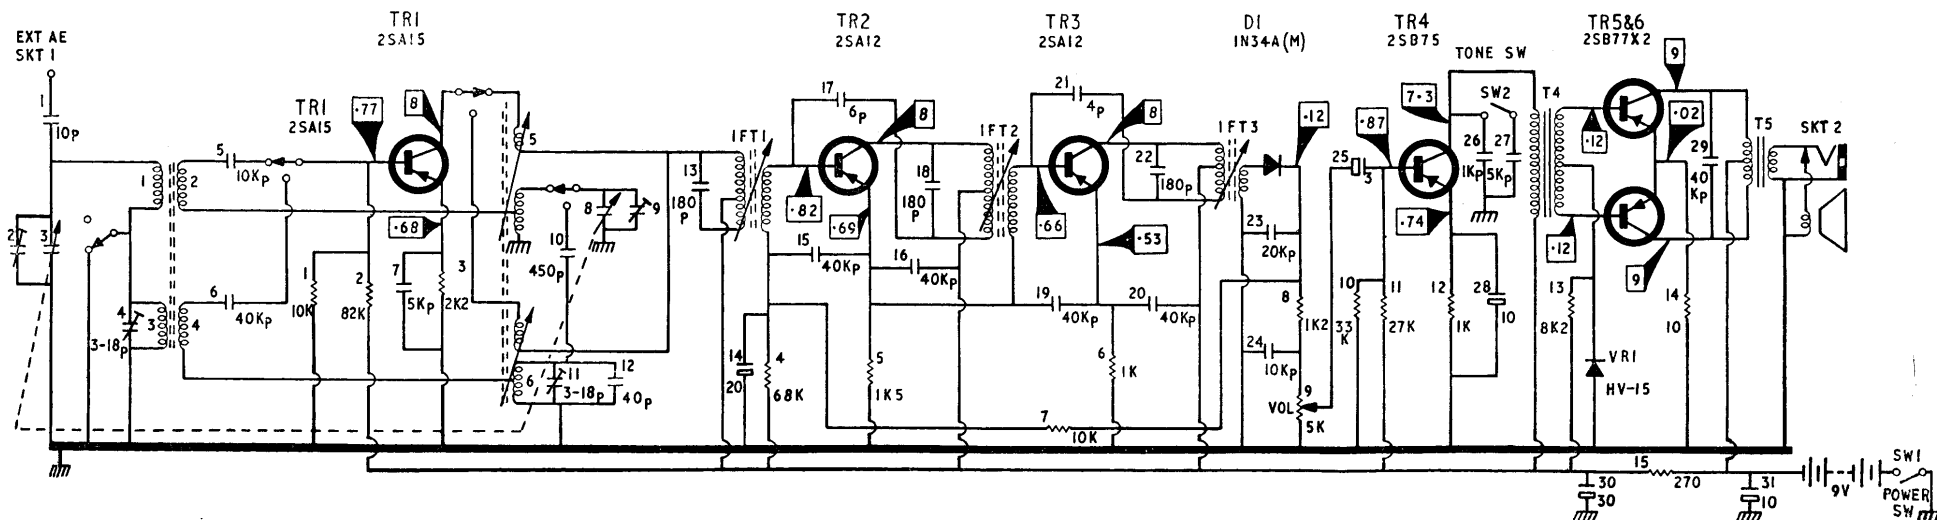 EXT AE
SKT 1
TR1
2SA15
TR2
2SA12
TR3
2SA12
D1
1N34A(M)
TR4
2SB75
TR5&6
2SB77X2
TONE SW
SW2
T4
T5
SKT 2
TR1
2SA15
.77
8
.68
.82
.69
8
.66
.53
8
.12
.87
7.3
.74
.12
.12
9
.02
9
1
10p
2
3
4
3-18p
1
2
3
4
5
10Kp
6
40Kp
1
10K
2
82K
7
5Kp
3
2K2
5
6
8
9
10
450p
11
3-18p
12
40p
IFT1
13
180
p
14
20
4
68K
15
40Kp
17
6p
18
180
p
16
40Kp
5
1K5
IFT2
21
4p
22
180p
19
40Kp
20
40Kp
6
1K
7
10K
IFT3
23
20Kp
24
10Kp
8
1K2
9
VOL
5K
25
3
10
33
K
11
27K
12
1K
28
10
26
1Kp
27
5Kp
13
8K2
VR1
HV-15
14
10
29
40
Kp
15
270
30
30
31
10
9V
SW1
POWER
SW